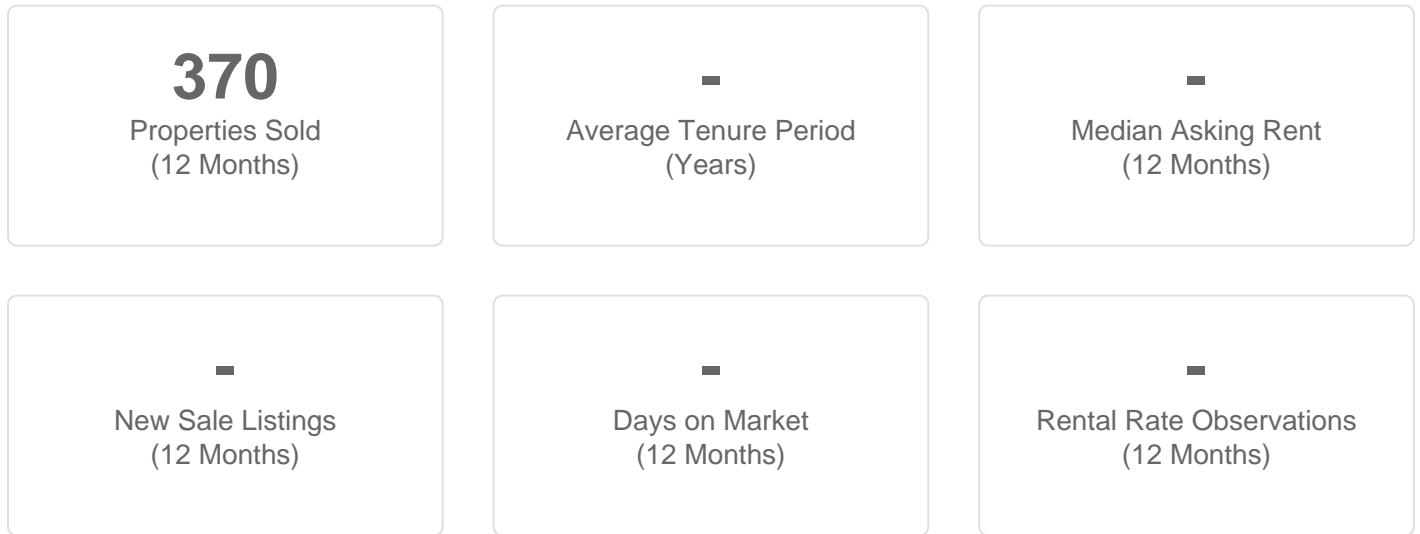 370
Properties Sold
(12 Months)
-
Average Tenure Period
(Years)
-
Median Asking Rent
(12 Months)
-
New Sale Listings
(12 Months)
-
Days on Market
(12 Months)
-
Rental Rate Observations
(12 Months)